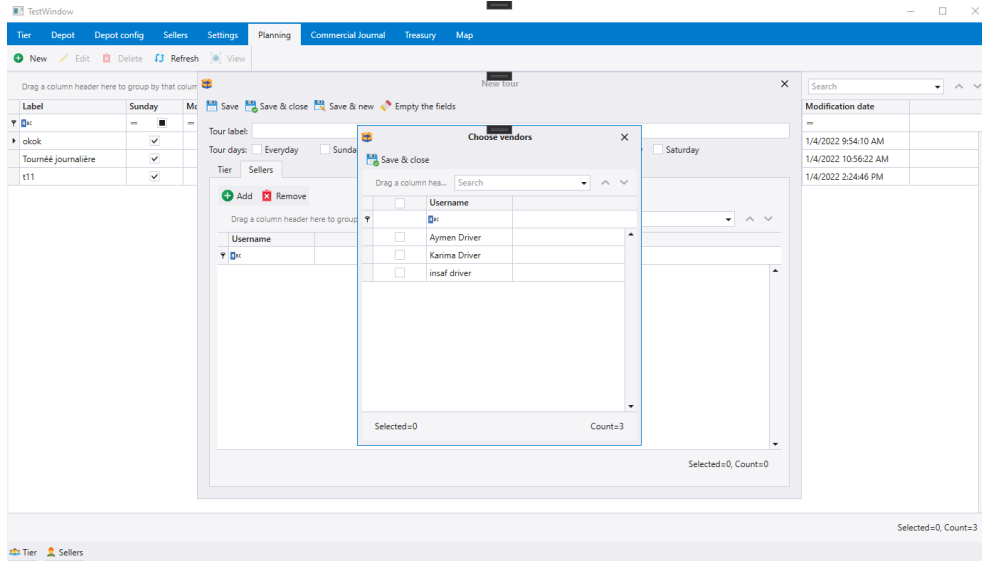 TestWindow
Tier Depot Depot config Sellers Settings Planning Commercial Journal Treasury Map
New Edit Delete Refresh View
Drag a column header here to group by that colum
Search
Label Sunday Mo
Modification date
okok
1/4/2022 9:54:10 AM
Tournéé journalière
1/4/2022 10:56:22 AM
t11
1/4/2022 2:24:46 PM
New tour
Save Save & close Save & new Empty the fields
Tour label:
Tour days: Everyday Sunda Saturday
Tier Sellers
Add Remove
Drag a column header here to group
Username
Selected=0, Count=0
Choose vendors
Save & close
Drag a column hea... Search
Username
Aymen Driver
Karima Driver
insaf driver
Selected=0 Count=3
Selected=0, Count=3
Tier Sellers